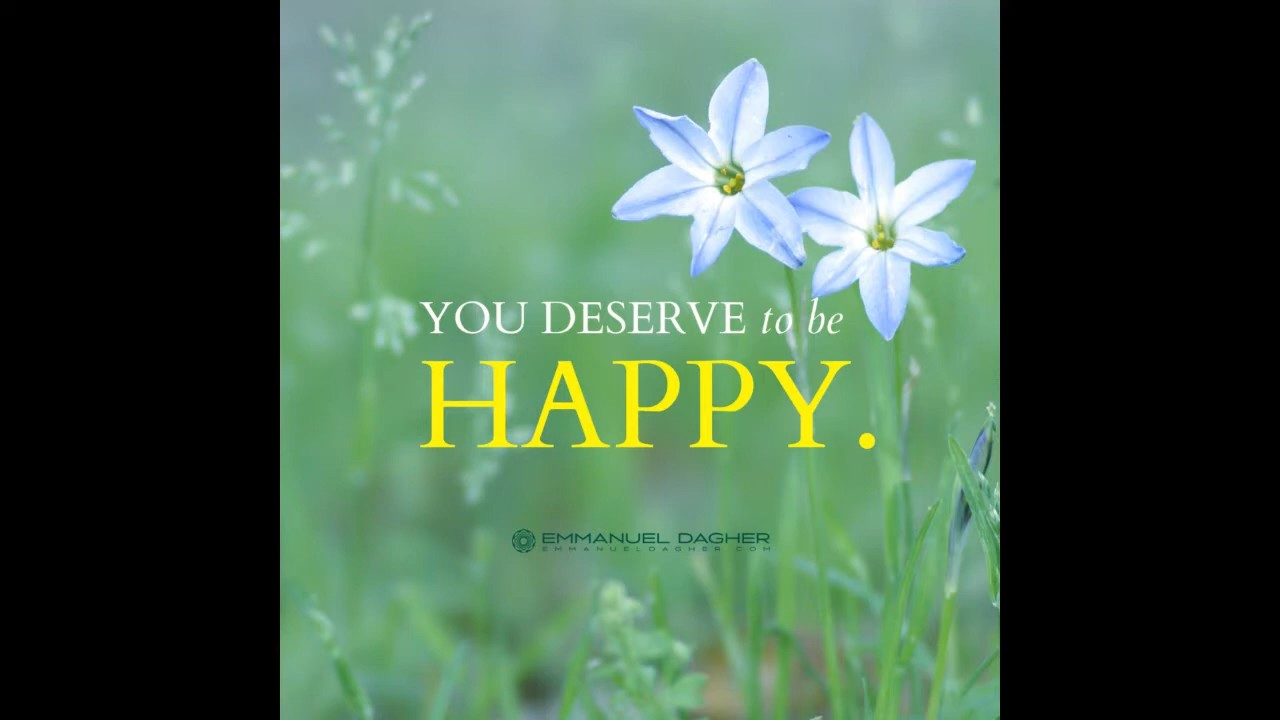 YOU DESERVE to be
HAPPY.
EMMANUEL DAGHER
EMMANUELDAGHER.COM